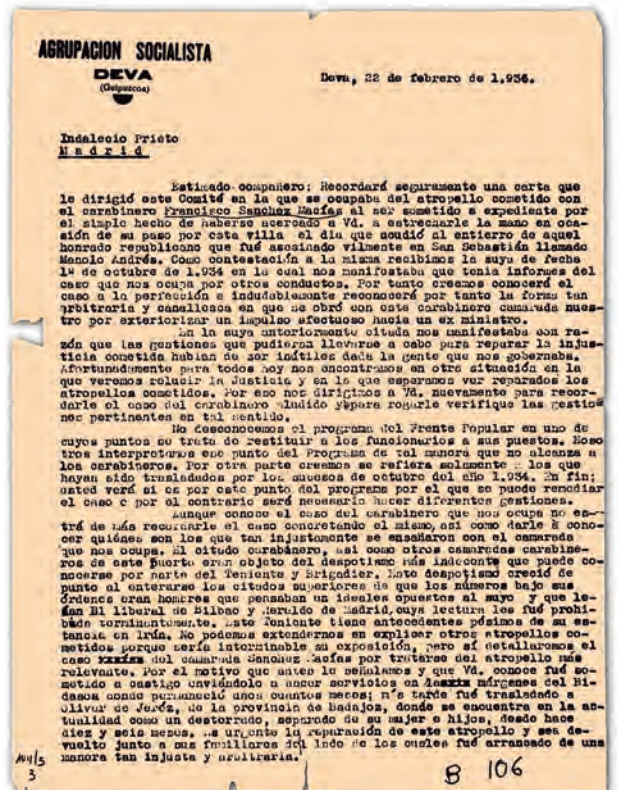 AGRUPACION SOCIALISTA
DEVA
(Guipuzcoa)
Deva, 22 de febrero de 1.936.
Indalecio Prieto
Madrid
Estimado compañero: Recordará seguramente una carta que
le dirigió este Comité en la que se ocupaba del atropello cometido con
el carabinero Francisco Sanchez Macías al ser sometido a expediente por
el simple hecho de haberse acercado a Vd. a estrecharle la mano en oca-
sión de su paso por esta villa el día que acudió al entierro de aquel
honrado republicano que fué asesinado vilmente en San Sebastián llamado
Manolo Andrés. Como contestación a la misma recibimos la suya de fecha
1º de octubre de 1.934 en la cual nos manifestaba que tenia informes del
caso que nos ocupa por otros conductos. Por tanto creemos conocerá el
caso a la perfección e indudablemente reconocerá por tanto la forma tan
arbitraria y canallesca en que se obró con este carabinero camarada nues-
tro por exteriorizar un impulso afectuoso hacia un ex ministro.
En la suya anteriormente citada nos manifestaba con ra-
zón que las gestiones que pudieran llevarse a cabo para reparar la injus-
ticia cometida habian de ser inútiles dada la gente que nos gobernaba.
Afortunadamente para todos hoy nos encontramos en otra situación en la
que veremos relucir la Justicia y en la que esperamos ver reparados los
atropellos cometidos. Por eso nos dirigimos a Vd. nuevamente para recor-
darle el caso del carabinero aludido y para rogarle verifique las gestio
nes pertinentes en tal sentido.
No desconocemos el programa del Frente Popular en uno de
cuyos puntos se trata de restituir a los funcionarios a sus puestos. Noso
tros interpretamos ese punto del Programa de tal manera que no alcanza a
los carabineros. Por otra parte creemos se refiera solamente a los que
hayan sido trasladados por los sucesos de octubre del año 1.934. En fin;
usted verá si es por este punto del programa por el que se puede remediar
el caso o por el contrario será necesario hacer diferentes gestiones.
Aunque conoce el caso del carabinero que nos ocupa no es-
trá de más recordarle el caso concretando el mismo, así como darle a cono-
cer quiénes son los que tan injustamente se ensañaron con el camarada
que nos ocupa. El citado carabinero, así como otros camaradas carabine-
ros de este puerto eran objeto del despotismo más indecente que puede co-
nocerse por parte del Teniente y Brigadier. Este despotismo creció de
punto al enterarse los citados superiores de que los números bajo sus
órdenes eran hombres que pensaban en ideales opuestos al suyo y que le-
ían El liberal de Bilbao y Heraldo de Madrid, cuya lectura les fué prohi-
bida terminantemente. Este Teniente tiene antecedentes pésimos de su es-
tancia en Irún. No podemos extendernos en explicar otros atropellos co-
metidos porque sería interminable su exposición, pero sí detallaremos el
caso del camarada Sanchez Macías por tratarse del atropello más
relevante. Por el motivo que antes le señalamos y que Vd. conoce fué so-
metido a castigo enviándolo a hacer servicios en márgenes del Bi-
dasoa donde permaneció unos cuantos meses; más tarde fué trasladado a
Olivar de Jeréz, de la provincia de Badajoz, donde se encuentra en la ac-
tualidad como un desterrado, separado de su mujer e hijos, desde hace
diez y seis meses. Es urgente la reparación de este atropello y sea de-
vuelto junto a sus familiares del lado de los cuales fué arrancado de una
manera tan injusta y arbitraria.
3
B 106